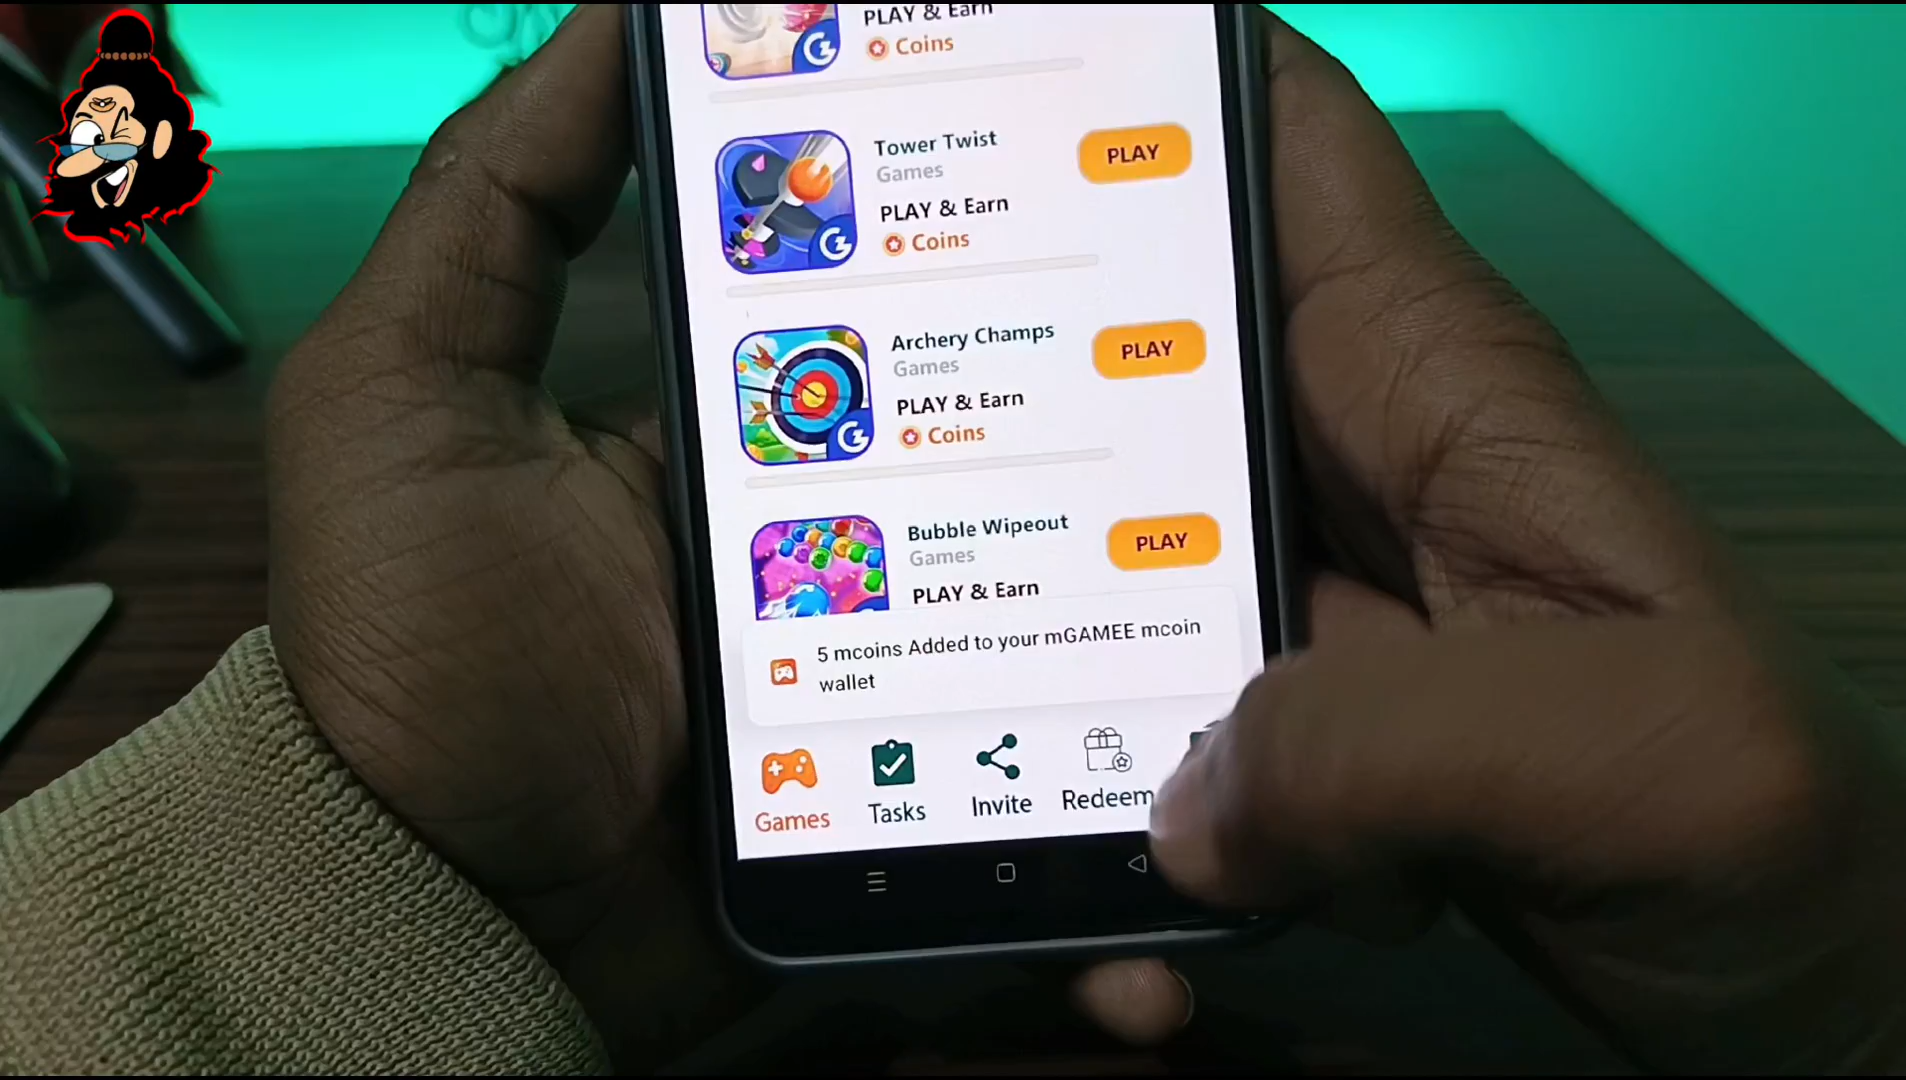 PLAY & Earn
Coins
Tower Twist
Games
PLAY & Earn
Coins
PLAY
Archery Champs
Games
PLAY & Earn
Coins
PLAY
Bubble Wipeout
Games
PLAY & Earn
PLAY
5 mcoins Added to your mGAMEE mcoin
wallet
Games
Tasks
Invite
Redeem